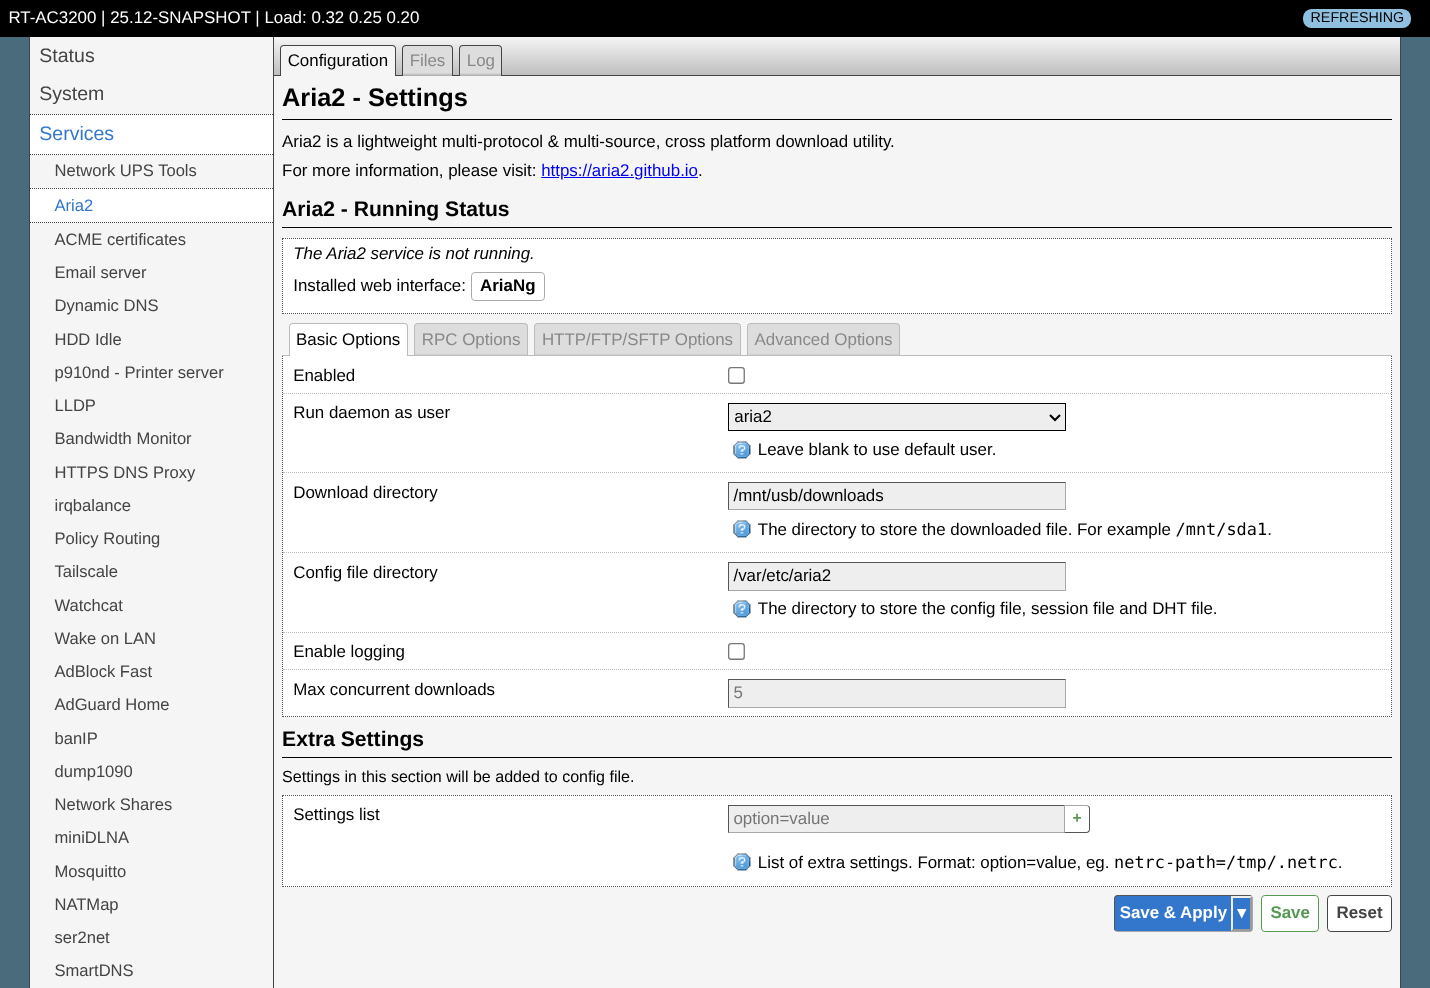 RT-AC3200 | 25.12-SNAPSHOT | Load: 0.32 0.25 0.20
REFRESHING
Status
System
Services
Network UPS Tools
Aria2
ACME certificates
Email server
Dynamic DNS
HDD Idle
p910nd - Printer server
LLDP
Bandwidth Monitor
HTTPS DNS Proxy
irqbalance
Policy Routing
Tailscale
Watchcat
Wake on LAN
AdBlock Fast
AdGuard Home
banIP
dump1090
Network Shares
miniDLNA
Mosquitto
NATMap
ser2net
SmartDNS
Configuration Files Log
Aria2 - Settings
Aria2 is a lightweight multi-protocol & multi-source, cross platform download utility.
For more information, please visit: https://aria2.github.io.
Aria2 - Running Status
The Aria2 service is not running.
Installed web interface: AriaNg
Basic Options RPC Options HTTP/FTP/SFTP Options Advanced Options
Enabled
Run daemon as user aria2
Leave blank to use default user.
Download directory /mnt/usb/downloads
The directory to store the downloaded file. For example /mnt/sda1.
Config file directory /var/etc/aria2
The directory to store the config file, session file and DHT file.
Enable logging
Max concurrent downloads 5
Extra Settings
Settings in this section will be added to config file.
Settings list option=value +
List of extra settings. Format: option=value, eg. netrc-path=/tmp/.netrc.
Save & Apply ▼ Save Reset